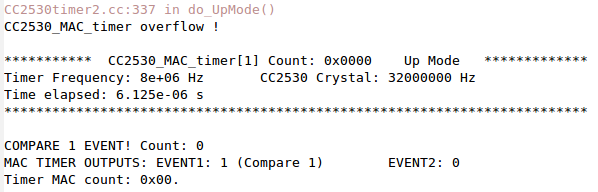 CC2530timer2.cc:337 in do_UpMode()
CC2530_MAC_timer overflow !
*********** CC2530_MAC_timer[1] Count: 0x0000 Up Mode *************
Timer Frequency: 8e+06 Hz CC2530 Crystal: 32000000 Hz
Time elapsed: 6.125e-06 s
*************************************************************************
COMPARE 1 EVENT! Count: 0
MAC TIMER OUTPUTS: EVENT1: 1 (Compare 1) EVENT2: 0
Timer MAC count: 0x00.